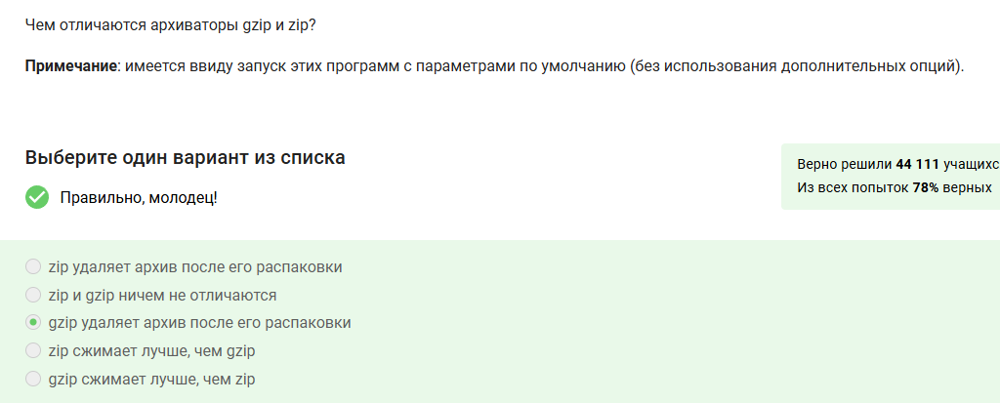 Чем отличаются архиваторы gzip и zip?
Примечание: имеется ввиду запуск этих программ с параметрами по умолчанию (без использования дополнительных опций).
Выберите один вариант из списка
Верно решили 44 111 учащихс
Правильно, молодец!
Из всех попыток 78% верных
zip удаляет архив после его распаковки
zip и gzip ничем не отличаются
gzip удаляет архив после его распаковки
zip сжимает лучше, чем gzip
gzip сжимает лучше, чем zip